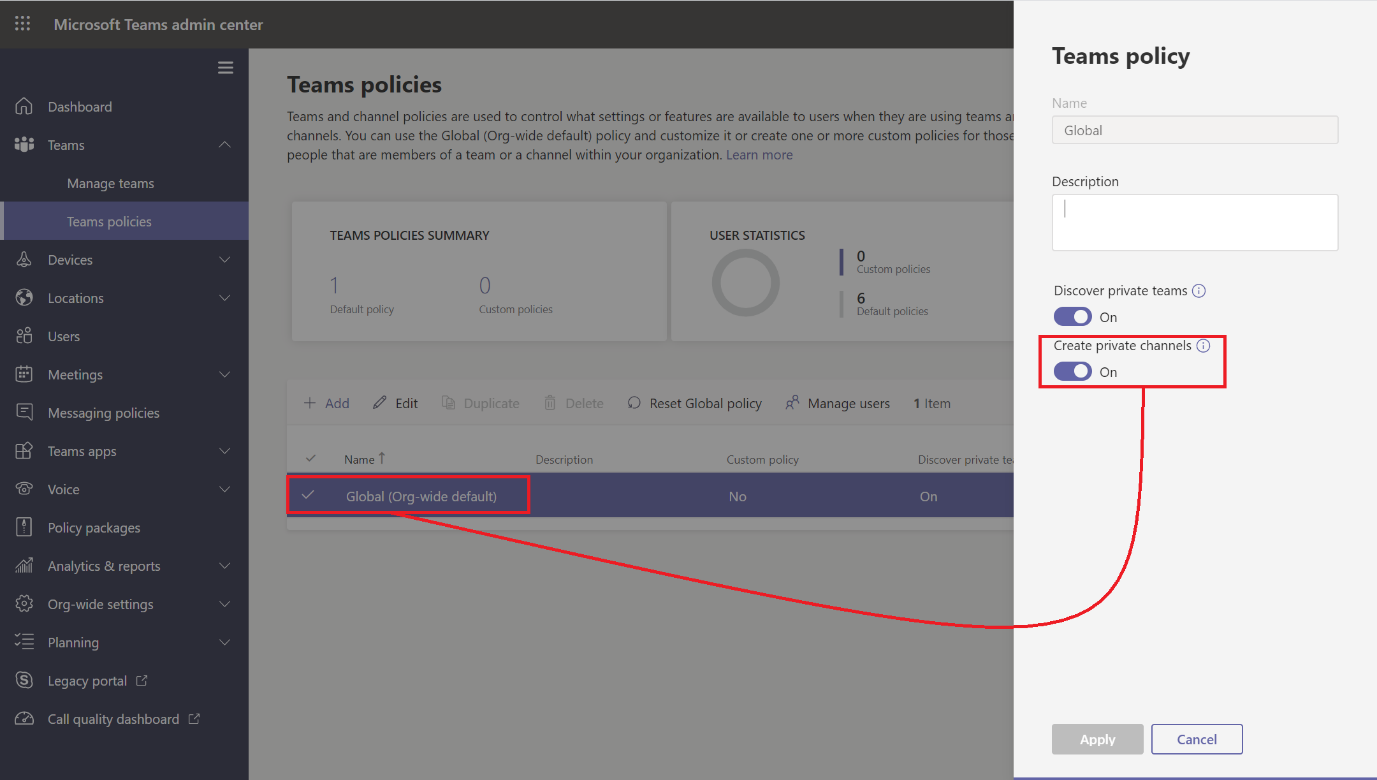 Microsoft Teams admin center
Dashboard
Teams
Manage teams
Teams policies
Devices
Locations
Users
Meetings
Messaging policies
Teams apps
Voice
Policy packages
Analytics & reports
Org-wide settings
Planning
Legacy portal
Call quality dashboard
Teams policies
Teams and channel policies are used to control what settings or features are available to users when they are using teams a
channels. You can use the Global (Org-wide default) policy and customize it or create one or more custom policies for those
people that are members of a team or a channel within your organization. Learn more
TEAMS POLICIES SUMMARY
1
Default policy
0
Custom policies
USER STATISTICS
0
Custom policies
6
Default policies
Add Edit Duplicate Delete Reset Global policy Manage users 1 Item
Name Description Custom policy Discover private te
Global (Org-wide default) No On
Teams policy
Name
Global
Description
Discover private teams
On
Create private channels
On
Apply Cancel